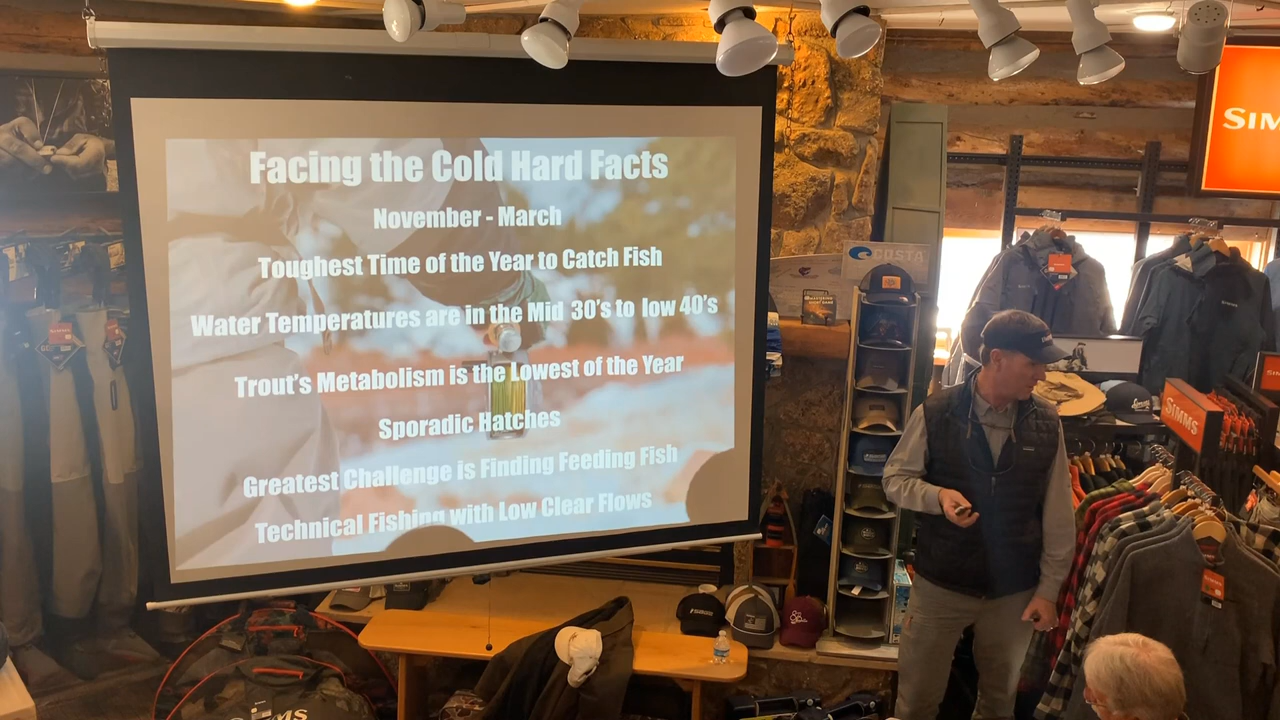 Facing the Cold Hard Facts
November - March
Toughest Time of the Year to Catch Fish
Water Temperatures are in the Mid 30's to low 40's
Trout's Metabolism is the Lowest of the Year
Sporadic Hatches
Greatest Challenge is Finding Feeding Fish
Technical Fishing with Low Clear Flows
COSTA
SIMMS